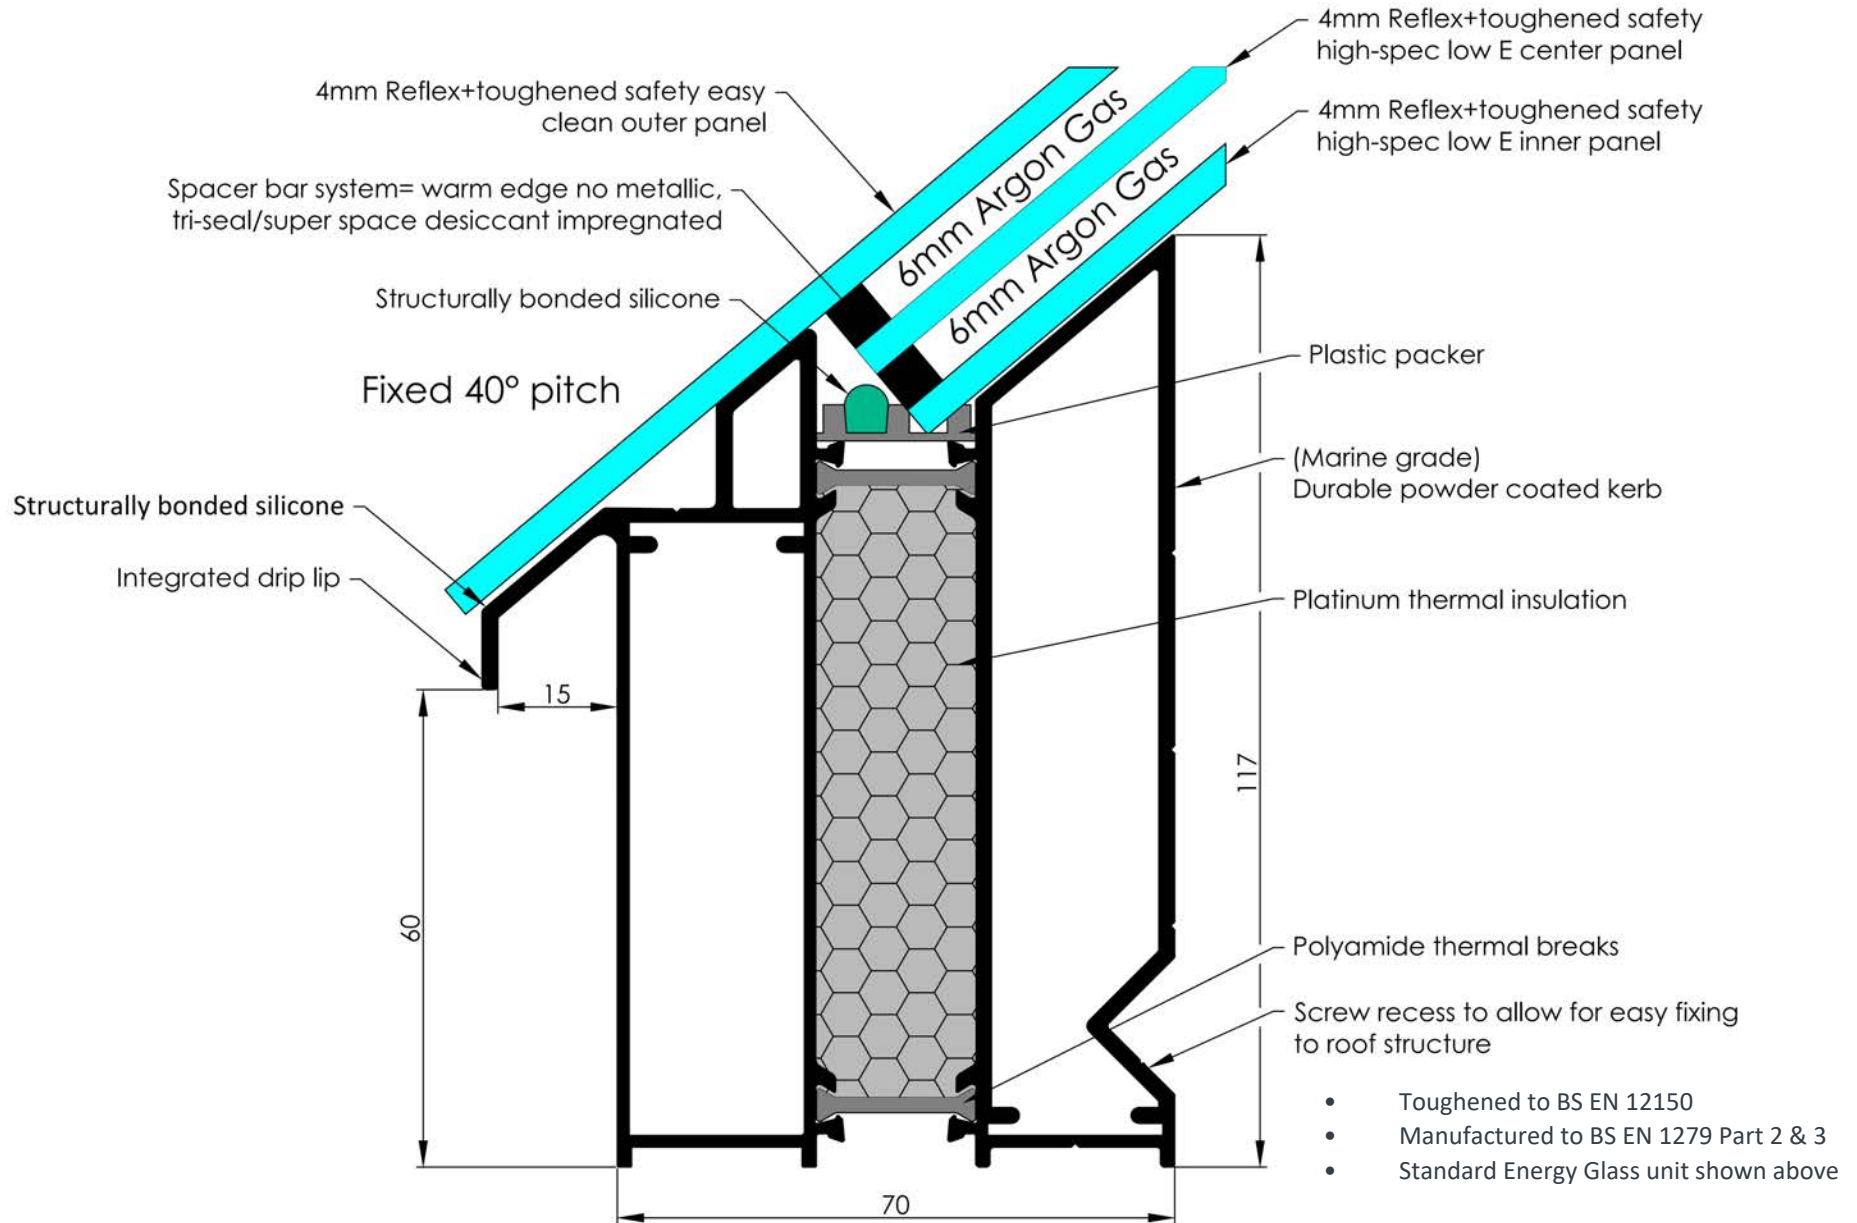 4mm Reflex+toughened safety
high-spec low E center panel
4mm Reflex+toughened safety easy
clean outer panel
4mm Reflex+toughened safety
high-spec low E inner panel
6mm Argon Gas
6mm Argon Gas
Spacer bar system= warm edge no metallic,
tri-seal/super space desiccant impregnated
Structurally bonded silicone
Plastic packer
Fixed 40° pitch
(Marine grade)
Durable powder coated kerb
Structurally bonded silicone
Integrated drip lip
Platinum thermal insulation
15
117
60
Polyamide thermal breaks
Screw recess to allow for easy fixing
to roof structure
• Toughened to BS EN 12150
• Manufactured to BS EN 1279 Part 2 & 3
• Standard Energy Glass unit shown above
70